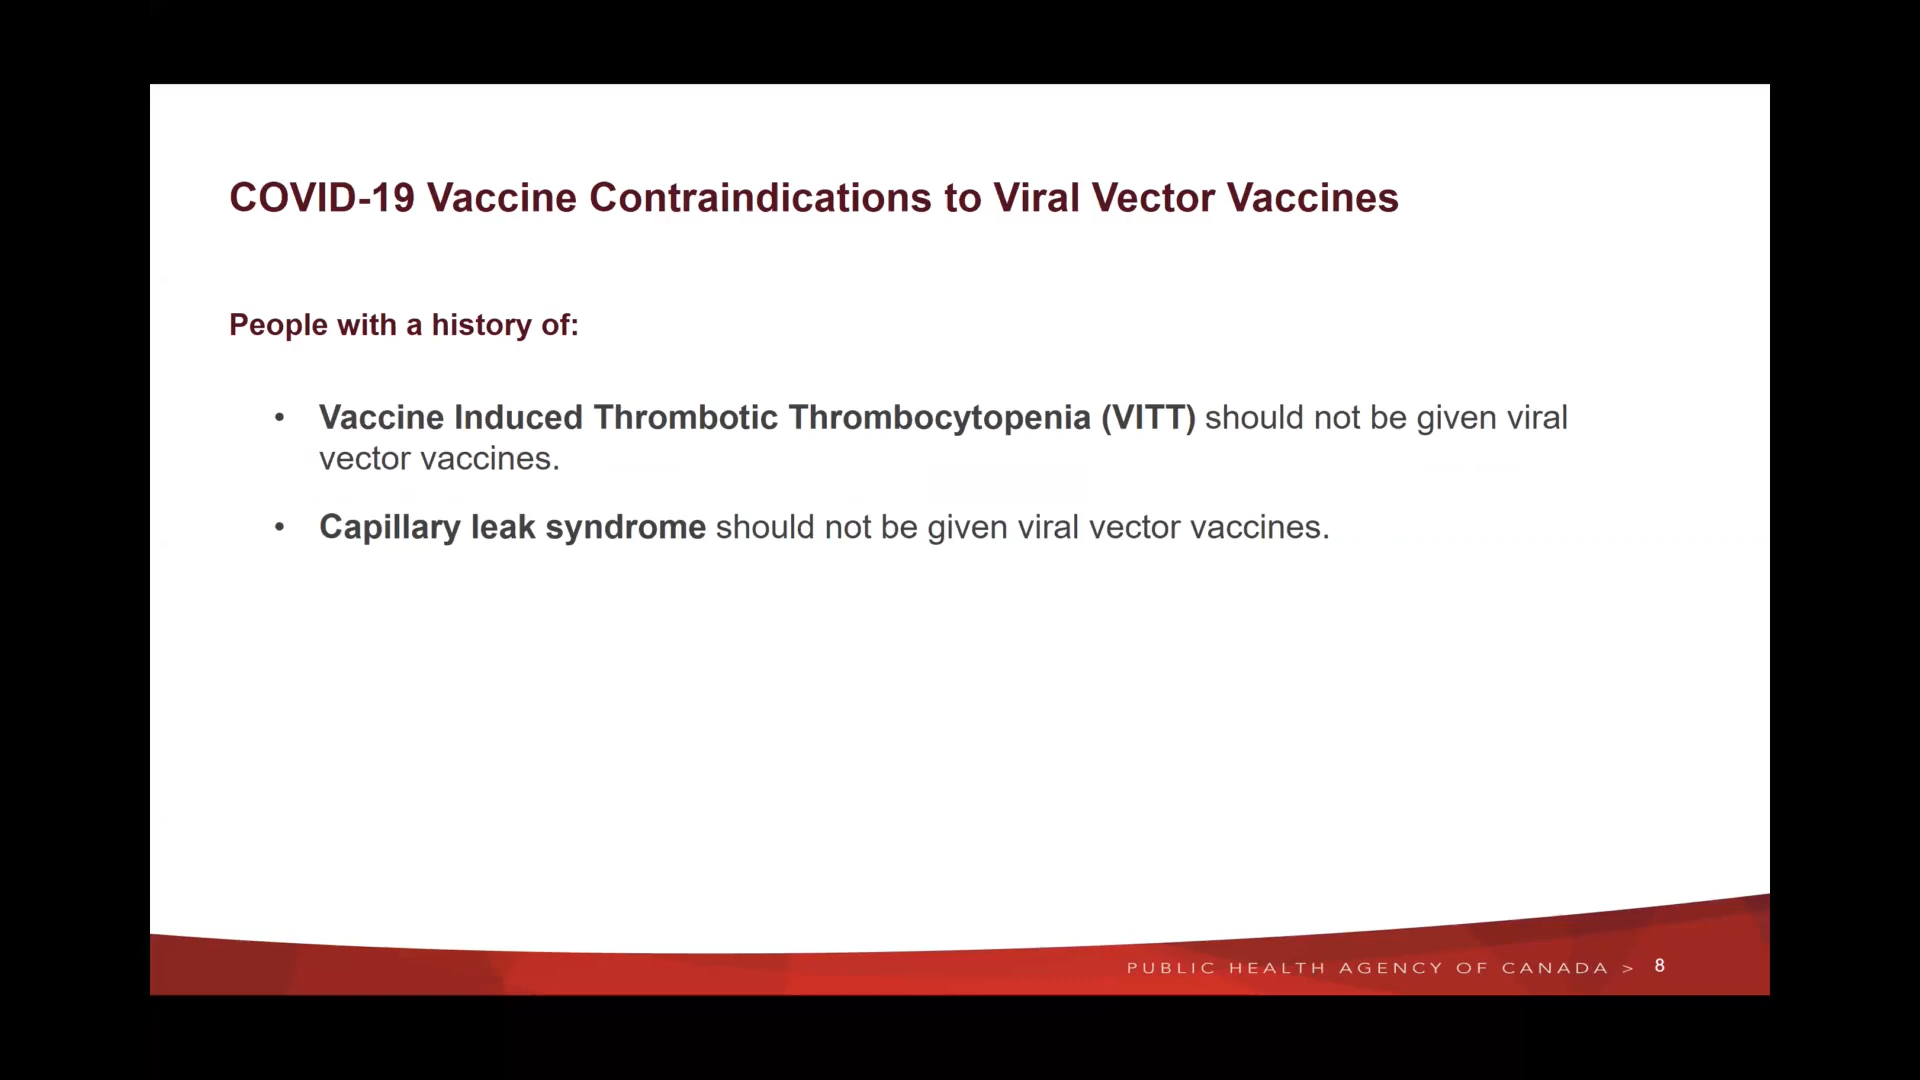 COVID-19 Vaccine Contraindications to Viral Vector Vaccines
People with a history of:
• Vaccine Induced Thrombotic Thrombocytopenia (VITT) should not be given viral
vector vaccines.
• Capillary leak syndrome should not be given viral vector vaccines.
PUBLIC HEALTH AGENCY OF CANADA > 8